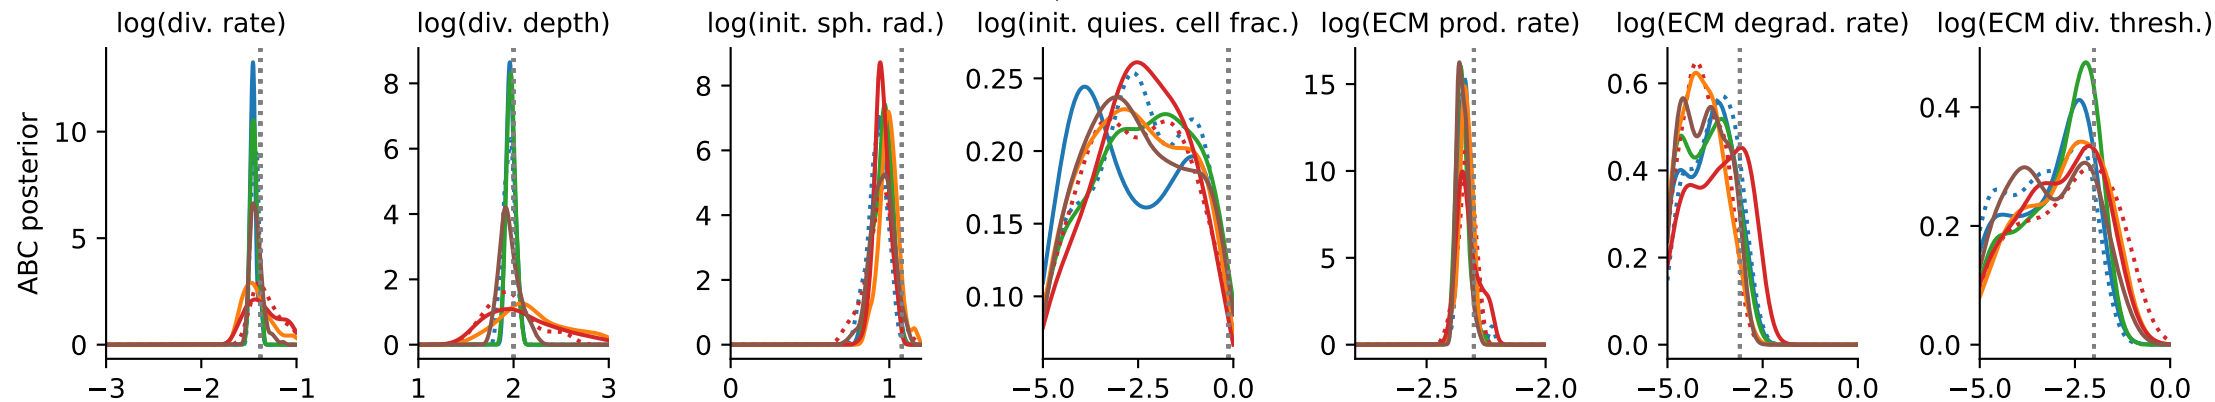 log(div. rate)
log(div. depth)
log(init. sph. rad.)
log(init. quies. cell frac.)
log(ECM prod. rate)
log(ECM degrad. rate)
log(ECM div. thresh.)
ABC posterior
10
5
0
−3 −2 −1
8
6
4
2
0
1 2 3
8
6
4
2
0
0 1
0.25
0.20
0.15
0.10
−5.0 −2.5 0.0
15
10
5
0
−2.5 −2.0
0.6
0.4
0.2
0.0
−5.0 −2.5 0.0
0.4
0.2
0.0
−5.0 −2.5 0.0